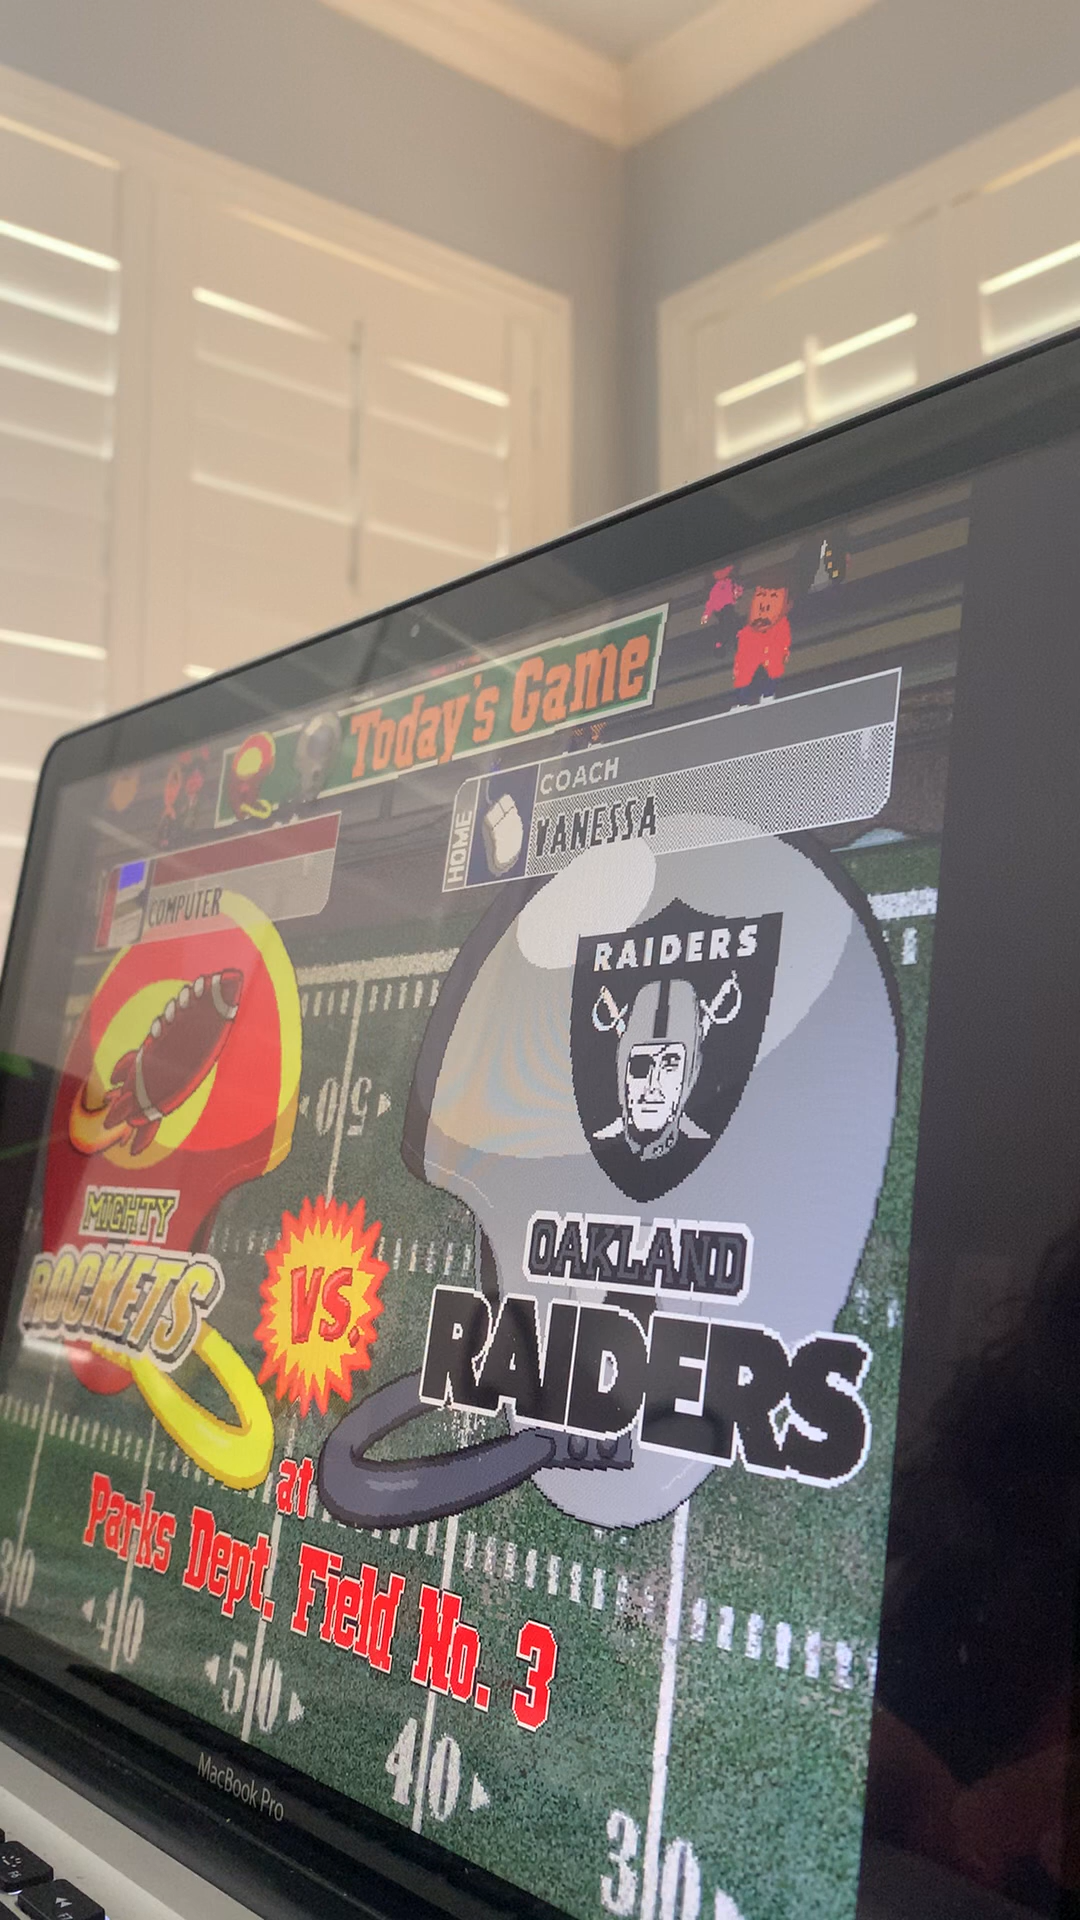 Today's Game
HOME
COACH
VANESSA
COMPUTER
RAIDERS
MIGHTY
ROCKETS
VS.
OAKLAND
RAIDERS
at
Parks Dept. Field No. 3
50
30
40
50
40
30
MacBook Pro